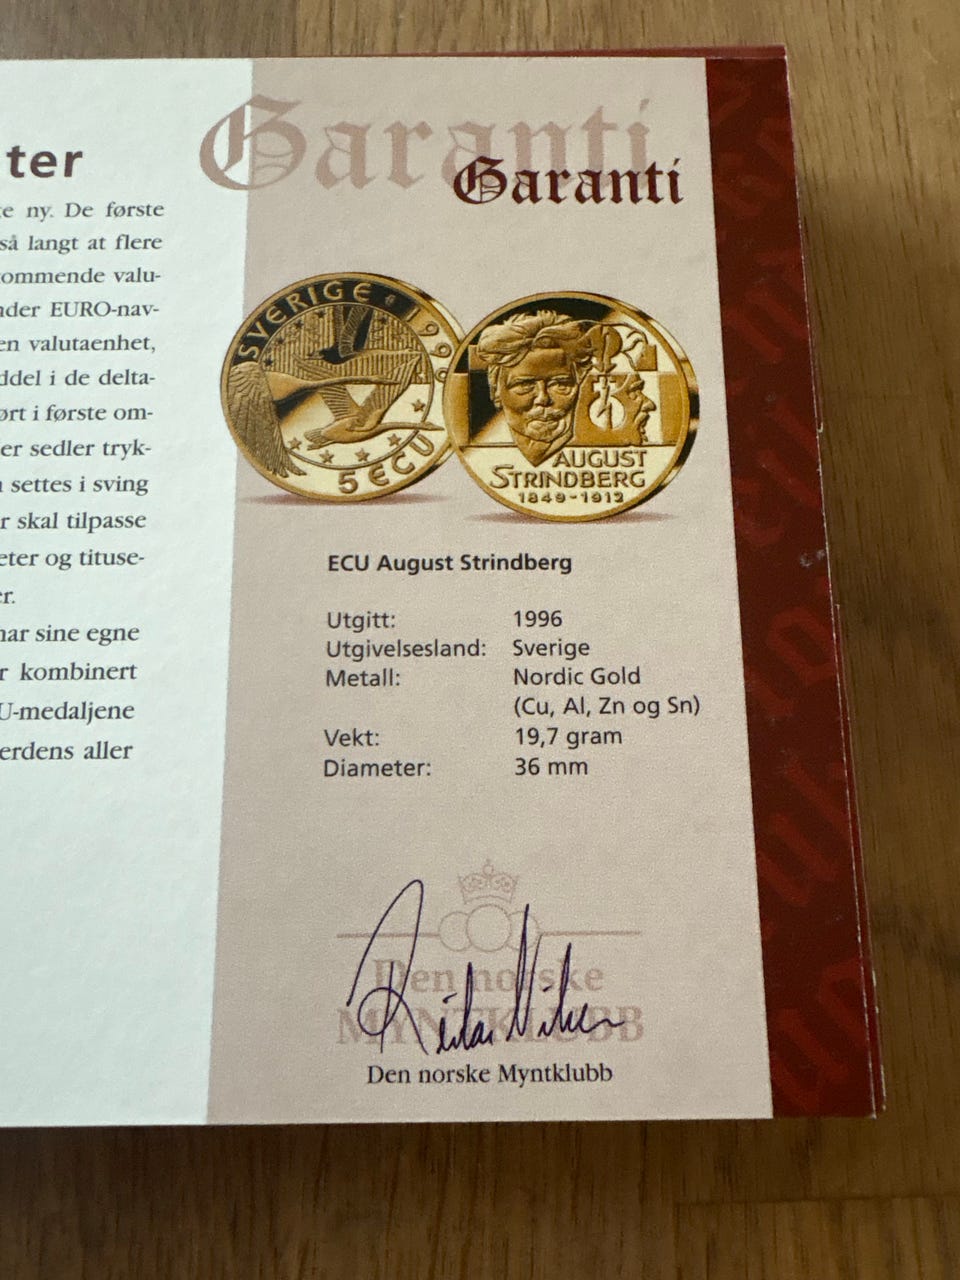 ter
e ny. De første
så langt at flere
ommende valu-
nder EURO-nav-
en valutaenhet,
ddel i de delta-
ørt i første om-
er sedler tryk-
settes i sving
r skal tilpasse
eter og tituse-
er.
har sine egne
r kombinert
U-medaljene
erdens aller
Garanti
Garanti
SVERIGE 1996
5 ECU
AUGUST
STRINDBERG
1849-1912
ECU August Strindberg
Utgitt: 1996
Utgivelsesland: Sverige
Metall: Nordic Gold
(Cu, Al, Zn og Sn)
Vekt: 19,7 gram
Diameter: 36 mm
Den norske
MYNTKLUBB
Den norske Myntklubb